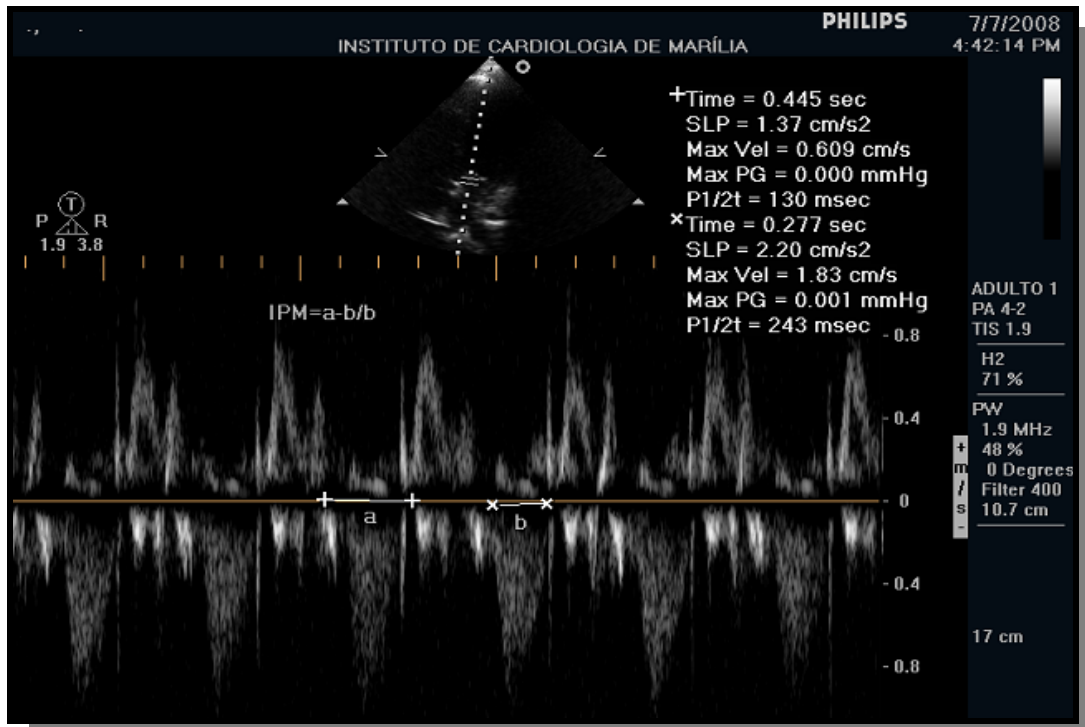 PHILIPS
7/7/2008
INSTITUTO DE CARDIOLOGIA DE MARÍLIA
4:42:14 PM
+Time = 0.445 sec
SLP = 1.37 cm/s2
Max Vel = 0.609 cm/s
Max PG = 0.000 mmHg
P1/2t = 130 msec
×Time = 0.277 sec
SLP = 2.20 cm/s2
Max Vel = 1.83 cm/s
Max PG = 0.001 mmHg
P1/2t = 243 msec
T
P R
1.9 3.8
IPM=a-b/b
ADULTO 1
PA 4-2
TIS 1.9
H2
71 %
PW
1.9 MHz
48 %
0 Degrees
Filter 400
10.7 cm
17 cm
- 0.8
- 0.4
- 0
- 0.4
- 0.8
+
m
/
s
-
a
b